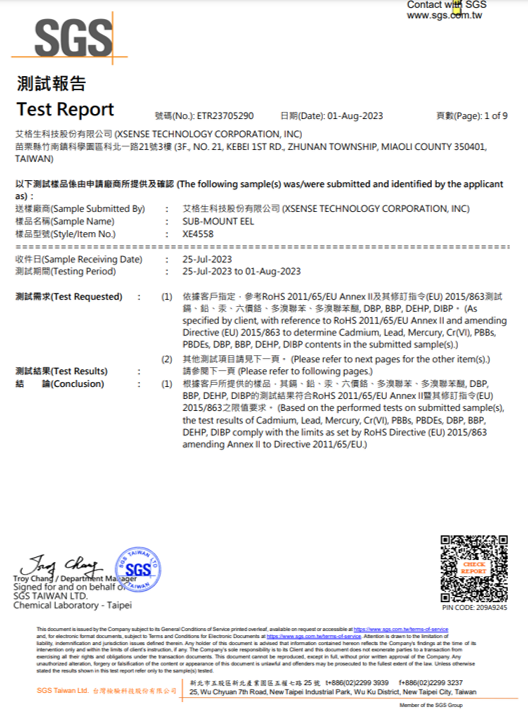 Contact with SGS
www.sgs.com.tw
SGS
測試報告
Test Report
號碼(No.): ETR23705290 日期(Date): 01-Aug-2023 頁數(Page): 1 of 9
艾格生科技股份有限公司 (XSENSE TECHNOLOGY CORPORATION, INC)
苗栗縣竹南鎮科學園區科北一路21號3樓 (3F., NO. 21, KEBEI 1ST RD., ZHUNAN TOWNSHIP, MIAOLI COUNTY 350401,
TAIWAN)
以下測試樣品係由申請廠商所提供及確認 (The following sample(s) was/were submitted and identified by the applicant
as) :
送樣廠商(Sample Submitted By) : 艾格生科技股份有限公司 (XSENSE TECHNOLOGY CORPORATION, INC)
樣品名稱(Sample Name) : SUB-MOUNT EEL
樣品型號(Style/Item No.) : XE4558
收件日(Sample Receiving Date) : 25-Jul-2023
測試期間(Testing Period) : 25-Jul-2023 to 01-Aug-2023
測試需求(Test Requested) : (1) 依據客戶指定，參考RoHS 2011/65/EU Annex II及其修訂指令(EU) 2015/863測試
鎘、鉛、汞、六價鉻、多溴聯苯、多溴聯苯醚, DBP, BBP, DEHP, DIBP。 (As
specified by client, with reference to RoHS 2011/65/EU Annex II and amending
Directive (EU) 2015/863 to determine Cadmium, Lead, Mercury, Cr(VI), PBBs,
PBDEs, DBP, BBP, DEHP, DIBP contents in the submitted sample(s).)
(2) 其他測試項目請見下一頁。 (Please refer to next pages for the other item(s).)
測試結果(Test Results) : 請參閱下一頁 (Please refer to following pages.)
結 論(Conclusion) : (1) 根據客戶所提供的樣品，其鎘、鉛、汞、六價鉻、多溴聯苯、多溴聯苯醚, DBP,
BBP, DEHP, DIBP的測試結果符合RoHS 2011/65/EU Annex II暨其修訂指令(EU)
2015/863之限值要求。 (Based on the performed tests on submitted sample(s),
the test results of Cadmium, Lead, Mercury, Cr(VI), PBBs, PBDEs, DBP, BBP,
DEHP, DIBP comply with the limits as set by RoHS Directive (EU) 2015/863
amending Annex II to Directive 2011/65/EU.)
Troy Chang
Troy Chang / Department Manager
Signed for and on behalf of
SGS TAIWAN LTD.
Chemical Laboratory - Taipei
SGS TAIWAN LTD
SGS
CHECK
REPORT
PIN CODE: 209A9245
This document is issued by the Company subject to its General Conditions of Service printed overleaf, available on request or accessible at https://www.sgs.com.tw/terms-of-service
and, for electronic format documents, subject to Terms and Conditions for Electronic Documents at https://www.sgs.com.tw/terms-of-service. Attention is drawn to the limitation of
liability, indemnification and jurisdiction issues defined therein. Any holder of this document is advised that information contained hereon reflects the Company's findings at the time of its
intervention only and within the limits of client's instruction, if any. The Company's sole responsibility is to its Client and this document does not exonerate parties to a transaction from
exercising all their rights and obligations under the transaction documents. This document cannot be reproduced, except in full, without prior written approval of the Company. Any
unauthorized alteration, forgery or falsification of the content or appearance of this document is unlawful and offenders may be prosecuted to the fullest extent of the law. Unless otherwise
stated the results shown in this test report refer only to the sample(s) tested.
SGS Taiwan Ltd. 台灣檢驗科技股份有限公司
新北市五股區新北產業園區五權七路 25 號 t+886(02)2299 3939 f+886(02)2299 3237
25, Wu Chyuan 7th Road, New Taipei Industrial Park, Wu Ku District, New Taipei City, Taiwan
Member of the SGS Group